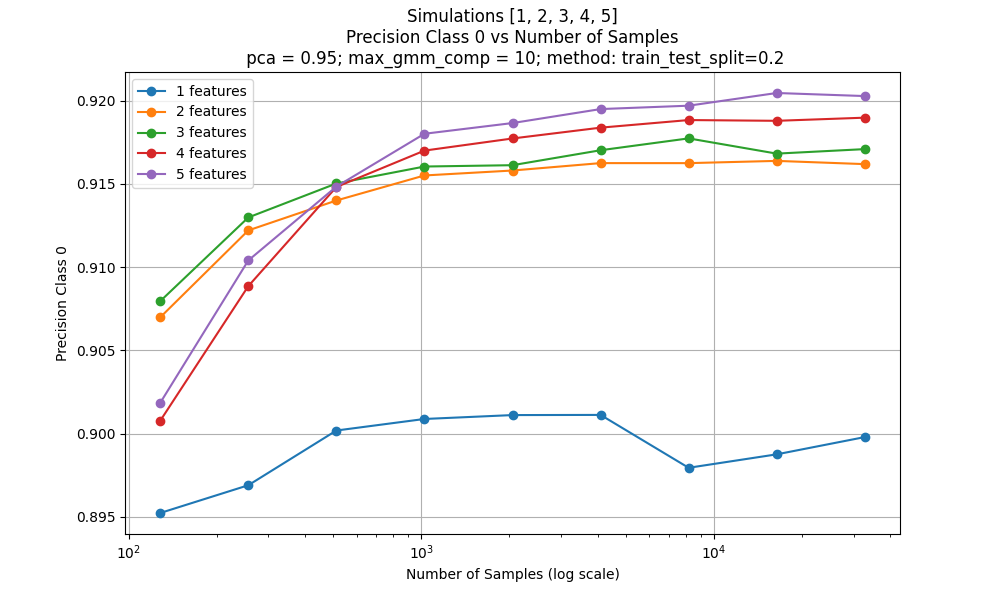 Simulations [1, 2, 3, 4, 5]
Precision Class 0 vs Number of Samples
pca = 0.95; max_gmm_comp = 10; method: train_test_split=0.2
1 features
2 features
3 features
4 features
5 features
Precision Class 0
0.920
0.915
0.910
0.905
0.900
0.895
10²
10³
10⁴
Number of Samples (log scale)